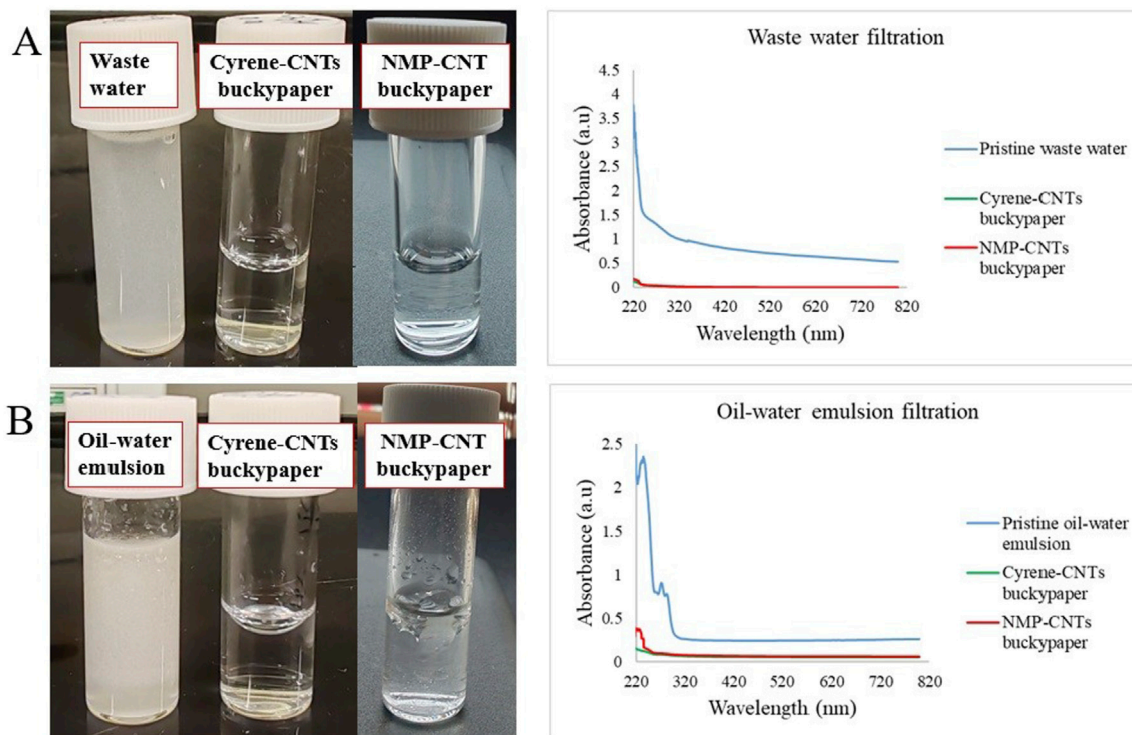 A
Waste
water
Cyrene-CNTs
buckypaper
NMP-CNT
buckypaper
Waste water filtration
Absorbance (a.u)
4.5
4
3.5
3
2.5
2
1.5
1
0.5
0
220 320 420 520 620 720 820
Wavelength (nm)
Pristine waste water
Cyrene-CNTs
buckypaper
NMP-CNTs
buckypaper
B
Oil-water
emulsion
Cyrene-CNTs
buckypaper
NMP-CNT
buckypaper
Oil-water emulsion filtration
Absorbance (a.u)
2.5
2
1.5
1
0.5
0
220 320 420 520 620 720 820
Wavelength (nm)
Pristine oil-water
emulsion
Cyrene-CNTs
buckypaper
NMP-CNTs
buckypaper